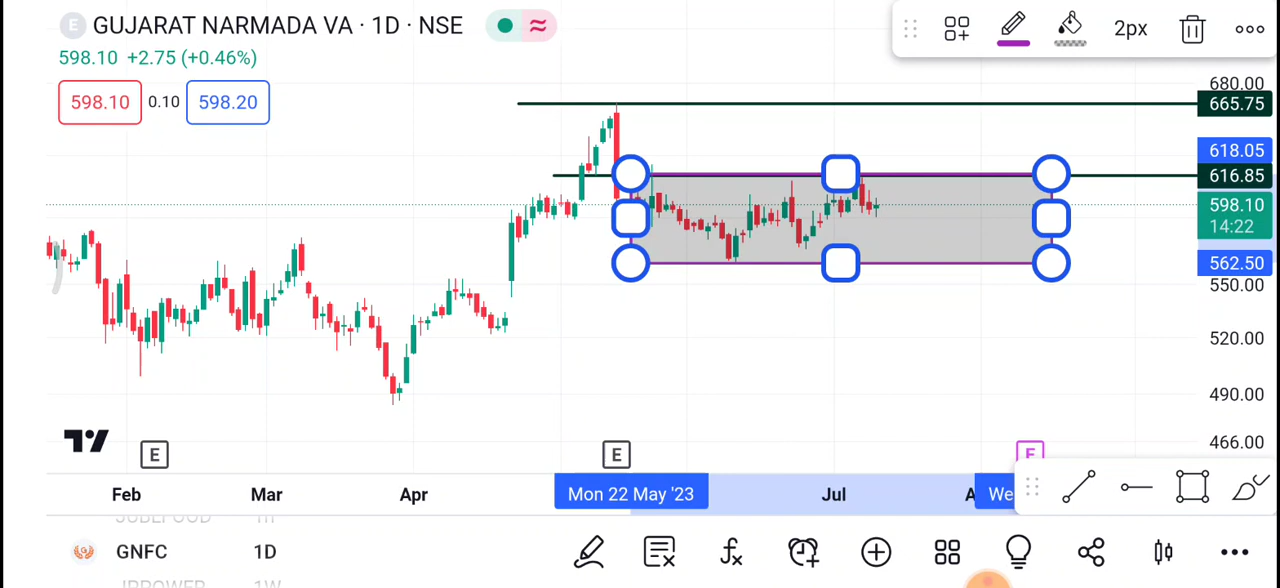 E GUJARAT NARMADA VA · 1D · NSE
2px
598.10 +2.75 (+0.46%)
598.10 0.10 598.20
680.00
665.75
618.05
616.85
598.10
14:22
562.50
550.00
520.00
490.00
466.00
E E
Feb Mar Apr Mon 22 May '23 Jul A We
GNFC 1D